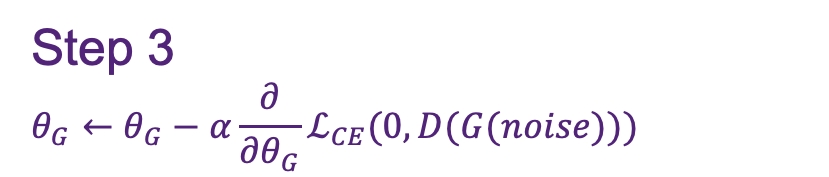 Step 3
θ_G ← θ_G − α ∂/∂θ_G ℒ_CE(0, D(G(noise)))